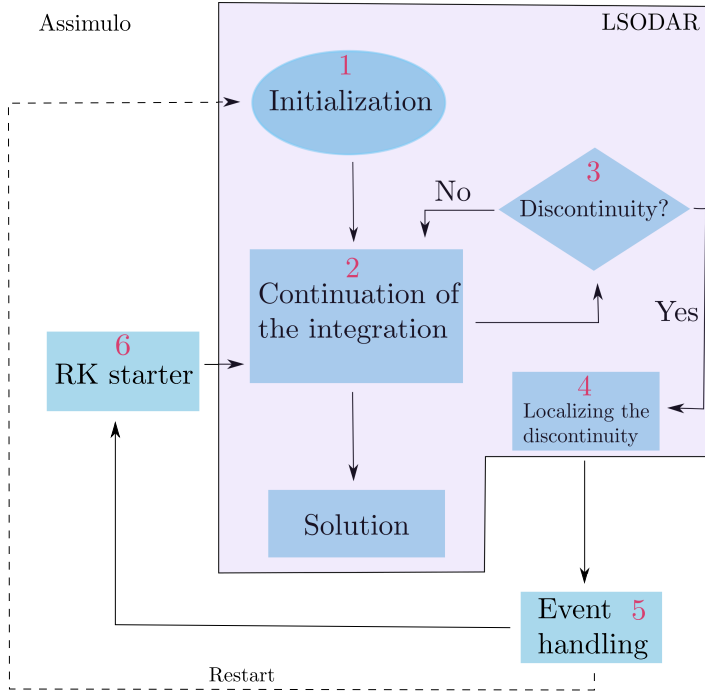 Assimulo
LSODAR
1
Initialization
3
Discontinuity?
No
2
Continuation of
the integration
Yes
6
RK starter
4
Localizing the
discontinuity
Solution
Event 5
handling
Restart